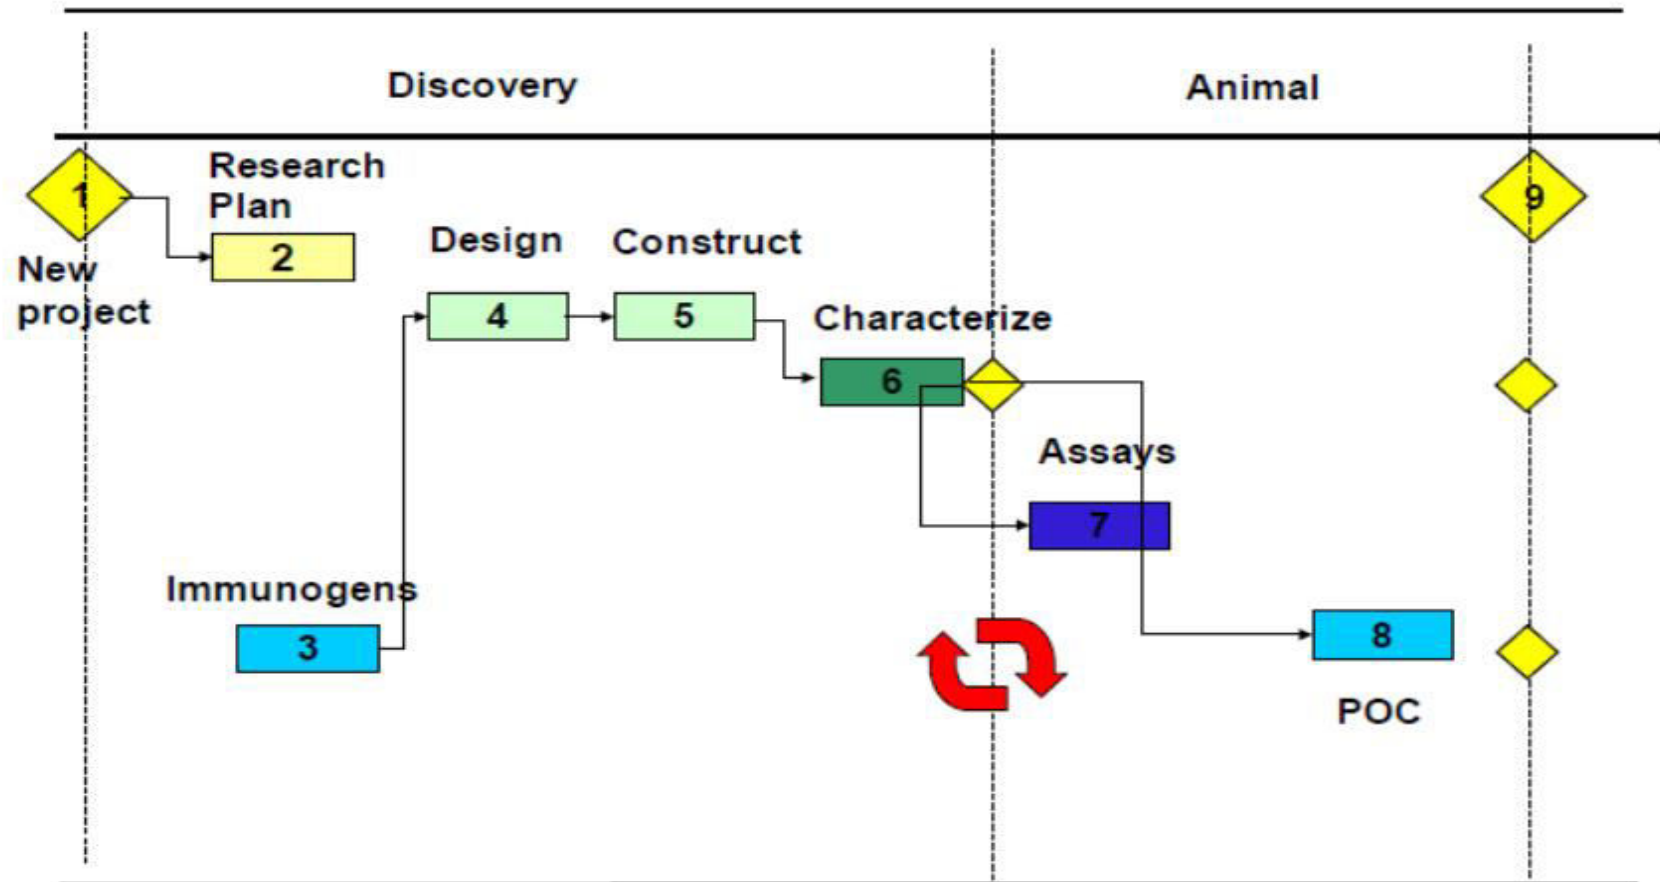 Discovery
Animal
1
New
project
Research
Plan
2
Design
4
Construct
5
Characterize
6
Assays
7
Immunogens
3
8
POC
9